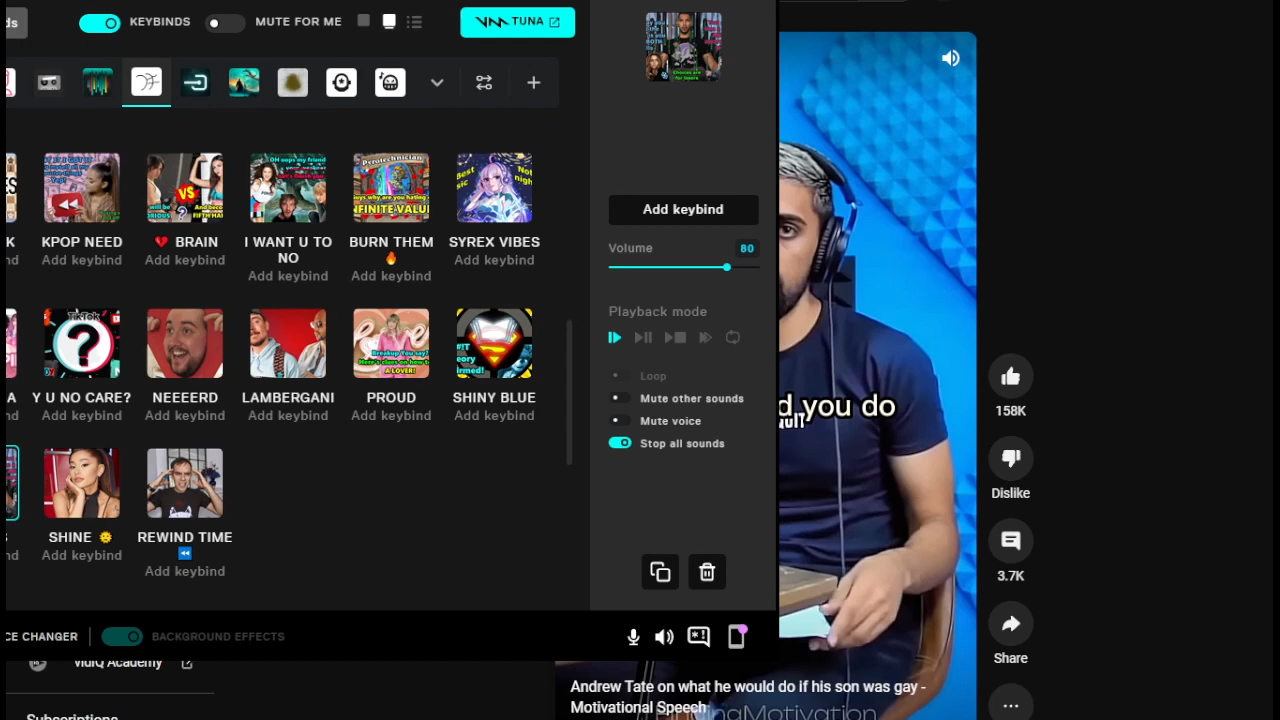 ds
KEYBINDS
MUTE FOR ME
TUNA
KPOP NEED
Add keybind
💔 BRAIN
Add keybind
I WANT U TO
NO
Add keybind
BURN THEM
🔥
Add keybind
SYREX VIBES
Add keybind
Y U NO CARE?
Add keybind
NEEEERD
Add keybind
LAMBERGANI
Add keybind
PROUD
Add keybind
SHINY BLUE
Add keybind
SHINE 🌞
Add keybind
REWIND TIME
⏪
Add keybind
Add keybind
Volume
80
Playback mode
Loop
Mute other sounds
Mute voice
Stop all sounds
CE CHANGER
BACKGROUND EFFECTS
VidIQ Academy
Subscriptions
d you do
QUIT
158K
Dislike
3.7K
Share
Andrew Tate on what he would do if his son was gay -
Motivational Speech